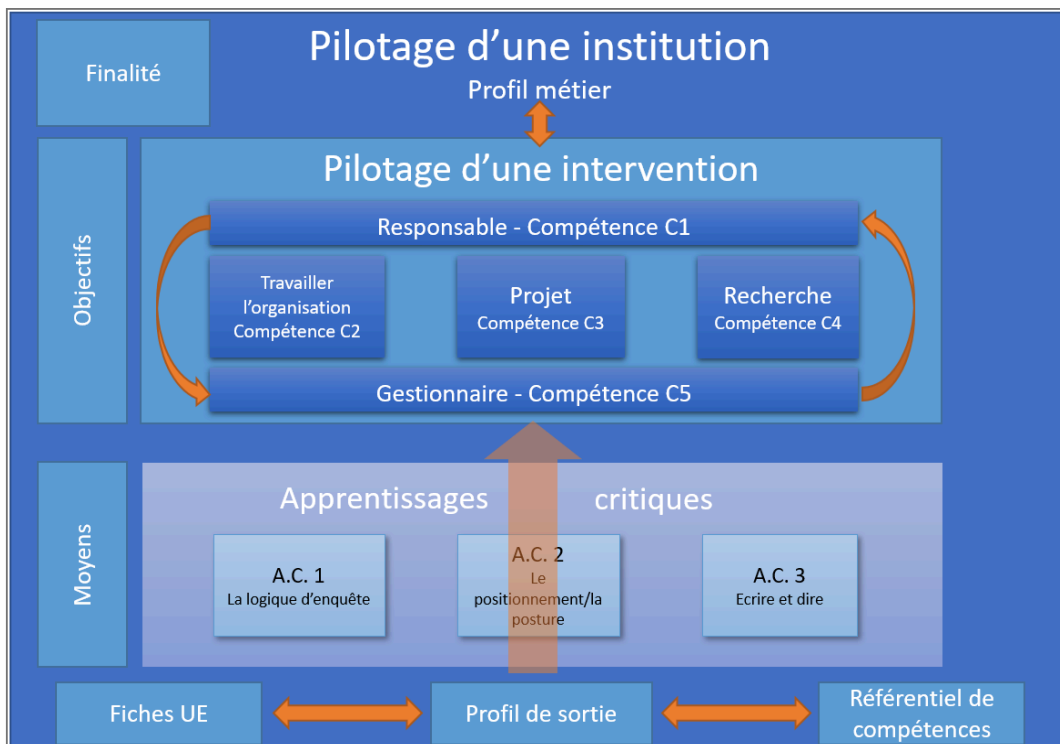 Finalité
Pilotage d'une institution
Profil métier
Objectifs
Pilotage d'une intervention
Responsable - Compétence C1
Travailler
l'organisation
Compétence C2
Projet
Compétence C3
Recherche
Compétence C4
Gestionnaire - Compétence C5
Moyens
Apprentissages critiques
A.C. 1
La logique d'enquête
A.C. 2
Le
positionnement/la
posture
A.C. 3
Ecrire et dire
Fiches UE
Profil de sortie
Référentiel de
compétences